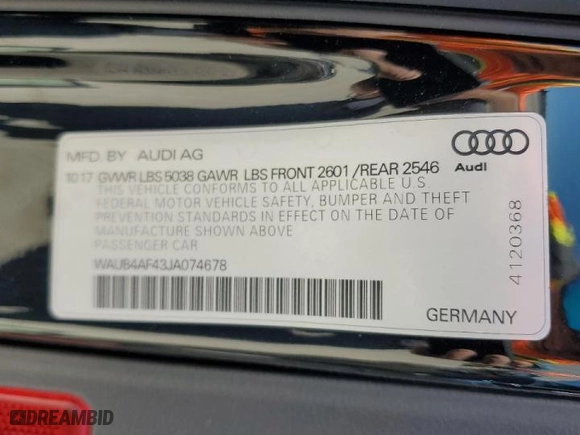 MFD. BY AUDI AG
10 17 GVWR LBS 5038 GAWR LBS FRONT 2601 /REAR 2546
THIS VEHICLE CONFORMS TO ALL APPLICABLE U.S.
FEDERAL MOTOR VEHICLE SAFETY, BUMPER AND THEFT
PREVENTION STANDARDS IN EFFECT ON THE DATE OF
MANUFACTURE SHOWN ABOVE
PASSENGER CAR
WAUB4AF43JA074678
Audi
4120368
GERMANY
DREAMBID